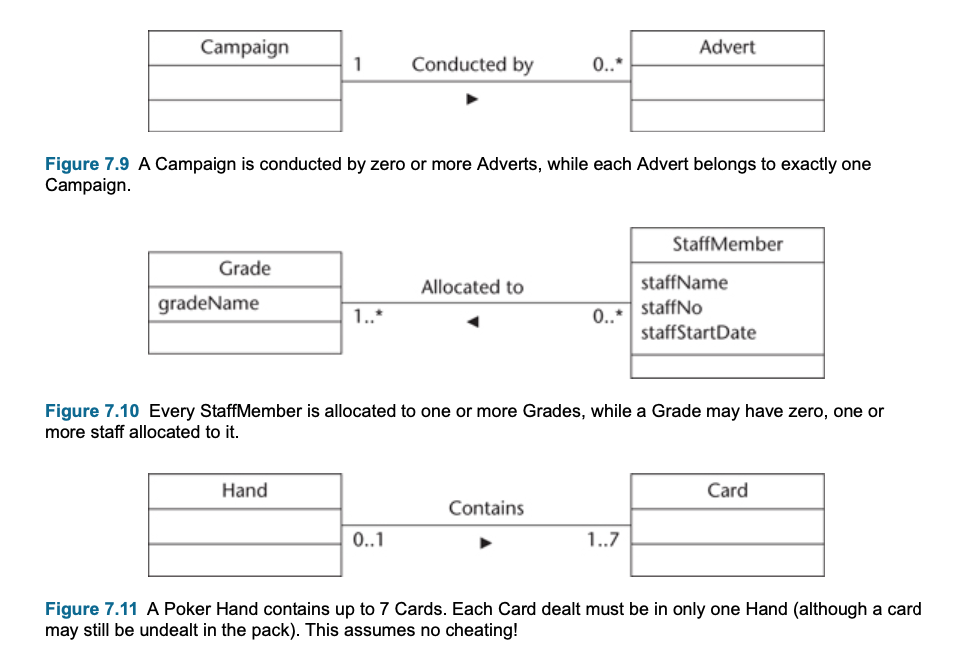 Campaign
Advert
1 Conducted by 0..*
Figure 7.9 A Campaign is conducted by zero or more Adverts, while each Advert belongs to exactly one
Campaign.
StaffMember
Grade
staffName
Allocated to
gradeName
staffNo
1..* 0..*
staffStartDate
Figure 7.10 Every StaffMember is allocated to one or more Grades, while a Grade may have zero, one or
more staff allocated to it.
Hand
Card
Contains
0..1 1..7
Figure 7.11 A Poker Hand contains up to 7 Cards. Each Card dealt must be in only one Hand (although a card
may still be undealt in the pack). This assumes no cheating!